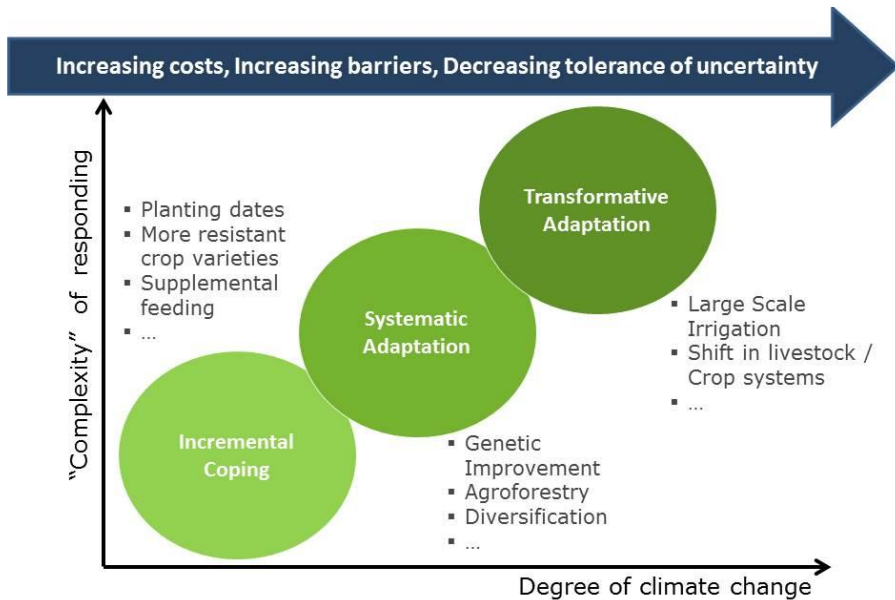 Increasing costs, Increasing barriers, Decreasing tolerance of uncertainty
"Complexity" of responding
▪ Planting dates
▪ More resistant
crop varieties
▪ Supplemental
feeding
▪ ...
Transformative
Adaptation
Systematic
Adaptation
Incremental
Coping
▪ Large Scale
Irrigation
▪ Shift in livestock /
Crop systems
▪ ...
▪ Genetic
Improvement
▪ Agroforestry
▪ Diversification
▪ ...
Degree of climate change